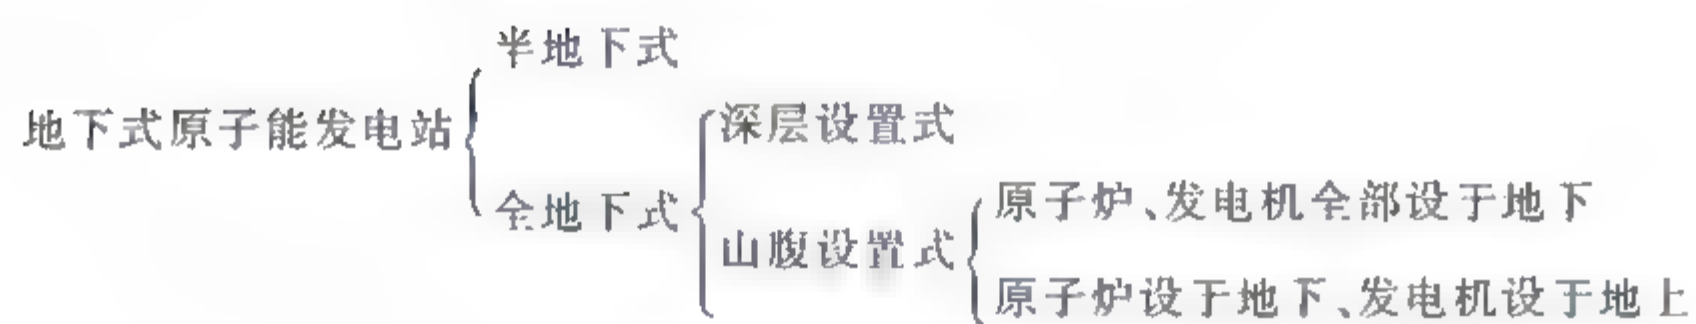 半地下式
地下式原子能发电站
深层设置式
全地下式
原子炉、发电机全部设于地下
山腹设置式
原子炉设于地下、发电机设于地上